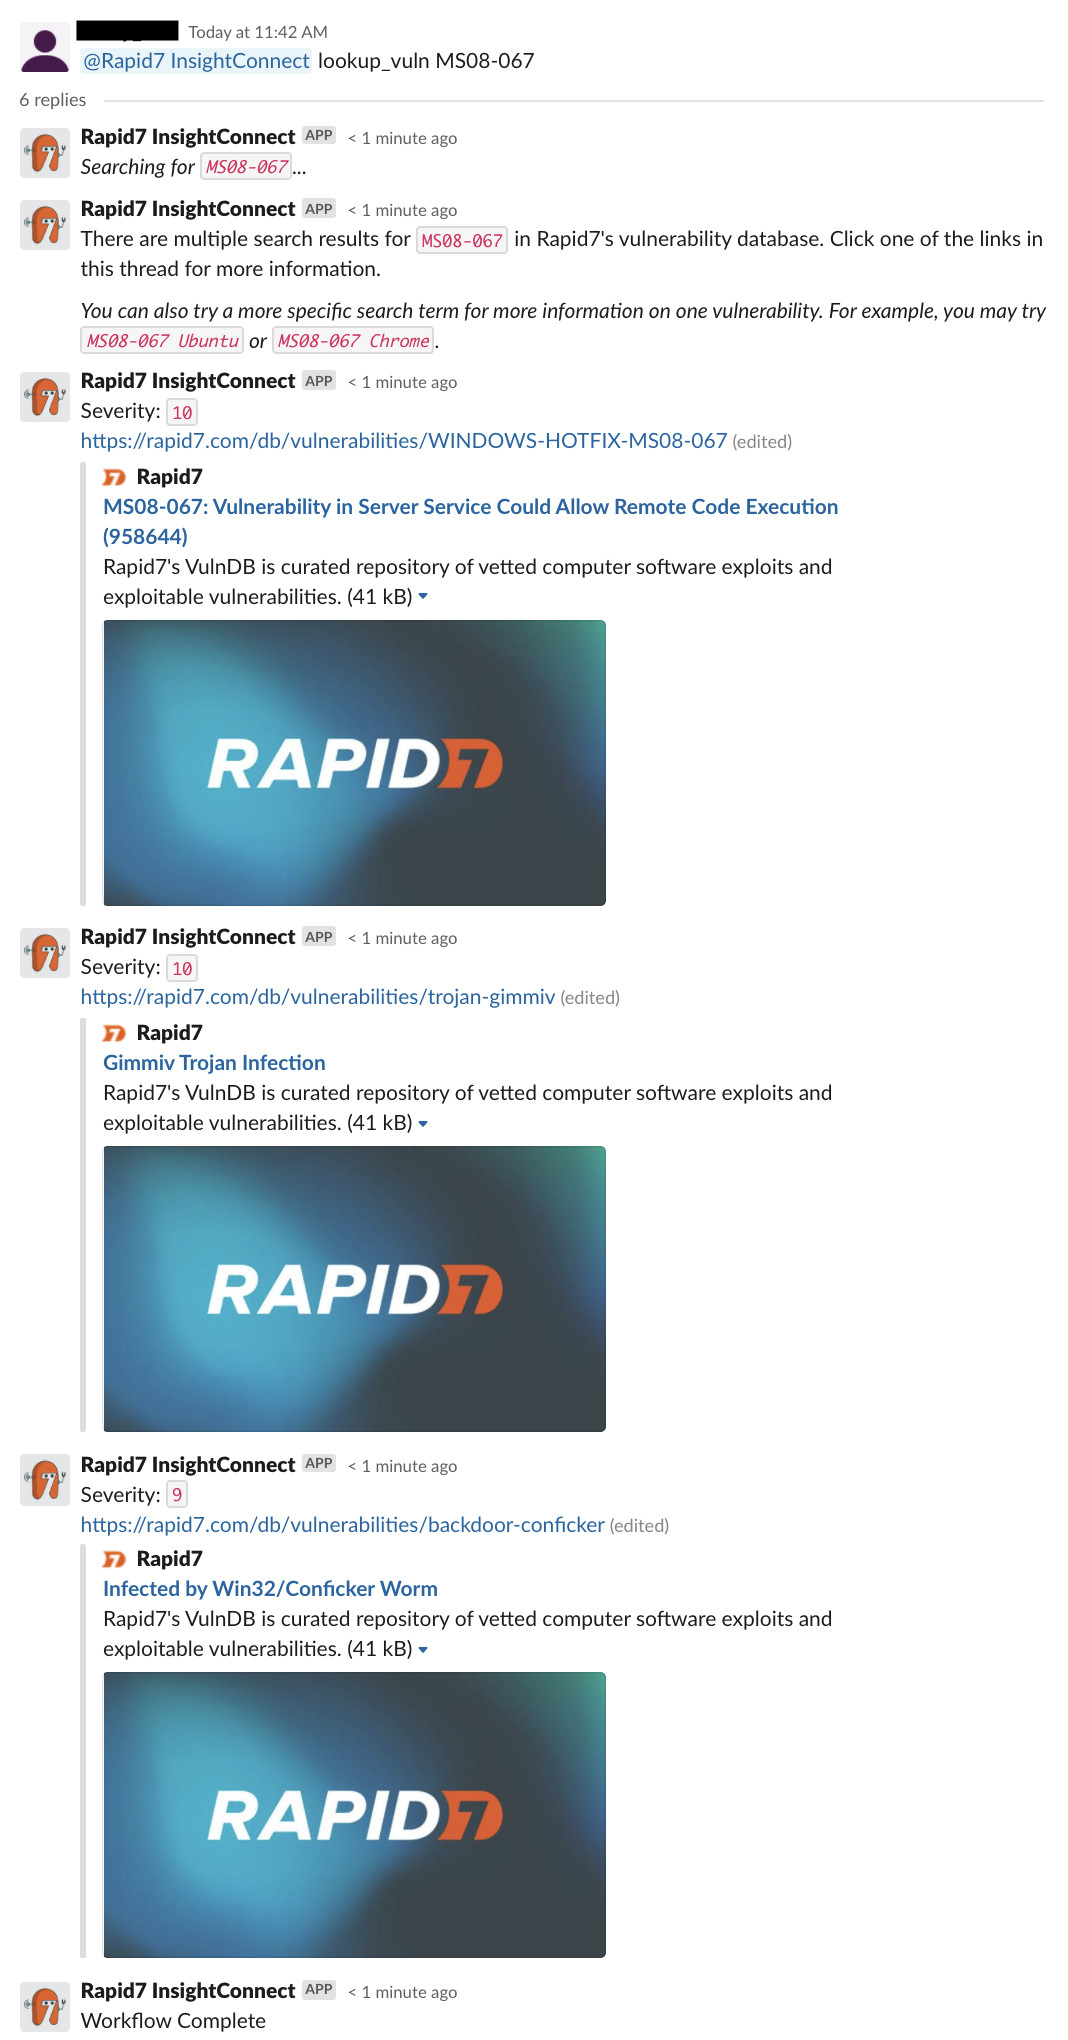 Today at 11:42 AM
@Rapid7 InsightConnect lookup_vuln MS08-067
6 replies
Rapid7 InsightConnect APP < 1 minute ago
Searching for MS08-067...
Rapid7 InsightConnect APP < 1 minute ago
There are multiple search results for MS08-067 in Rapid7's vulnerability database. Click one of the links in
this thread for more information.
You can also try a more specific search term for more information on one vulnerability. For example, you may try
MS08-067 Ubuntu or MS08-067 Chrome.
Rapid7 InsightConnect APP < 1 minute ago
Severity: 10
https://rapid7.com/db/vulnerabilities/WINDOWS-HOTFIX-MS08-067 (edited)
Rapid7
MS08-067: Vulnerability in Server Service Could Allow Remote Code Execution
(958644)
Rapid7's VulnDB is curated repository of vetted computer software exploits and
exploitable vulnerabilities. (41 kB)
RAPID7
Rapid7 InsightConnect APP < 1 minute ago
Severity: 10
https://rapid7.com/db/vulnerabilities/trojan-gimmiv (edited)
Rapid7
Gimmiv Trojan Infection
Rapid7's VulnDB is curated repository of vetted computer software exploits and
exploitable vulnerabilities. (41 kB)
RAPID7
Rapid7 InsightConnect APP < 1 minute ago
Severity: 9
https://rapid7.com/db/vulnerabilities/backdoor-conficker (edited)
Rapid7
Infected by Win32/Conficker Worm
Rapid7's VulnDB is curated repository of vetted computer software exploits and
exploitable vulnerabilities. (41 kB)
RAPID7
Rapid7 InsightConnect APP < 1 minute ago
Workflow Complete